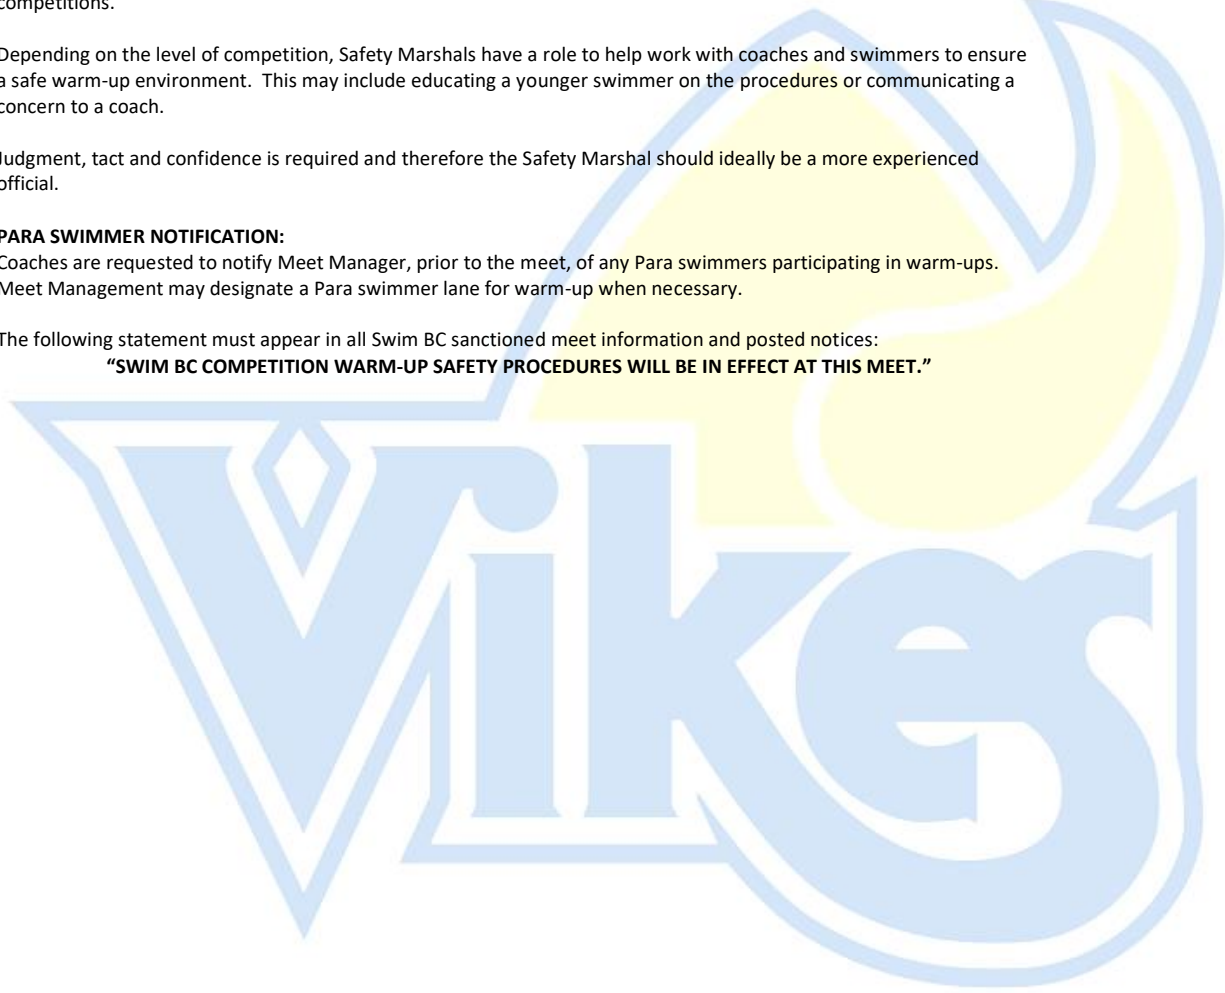 competitions.
Depending on the level of competition, Safety Marshals have a role to help work with coaches and swimmers to ensure
a safe warm-up environment.  This may include educating a younger swimmer on the procedures or communicating a
concern to a coach.
Judgment, tact and confidence is required and therefore the Safety Marshal should ideally be a more experienced
official.
PARA SWIMMER NOTIFICATION:
Coaches are requested to notify Meet Manager, prior to the meet, of any Para swimmers participating in warm-ups.
Meet Management may designate a Para swimmer lane for warm-up when necessary.
The following statement must appear in all Swim BC sanctioned meet information and posted notices:
“SWIM BC COMPETITION WARM-UP SAFETY PROCEDURES WILL BE IN EFFECT AT THIS MEET.”
Vikes